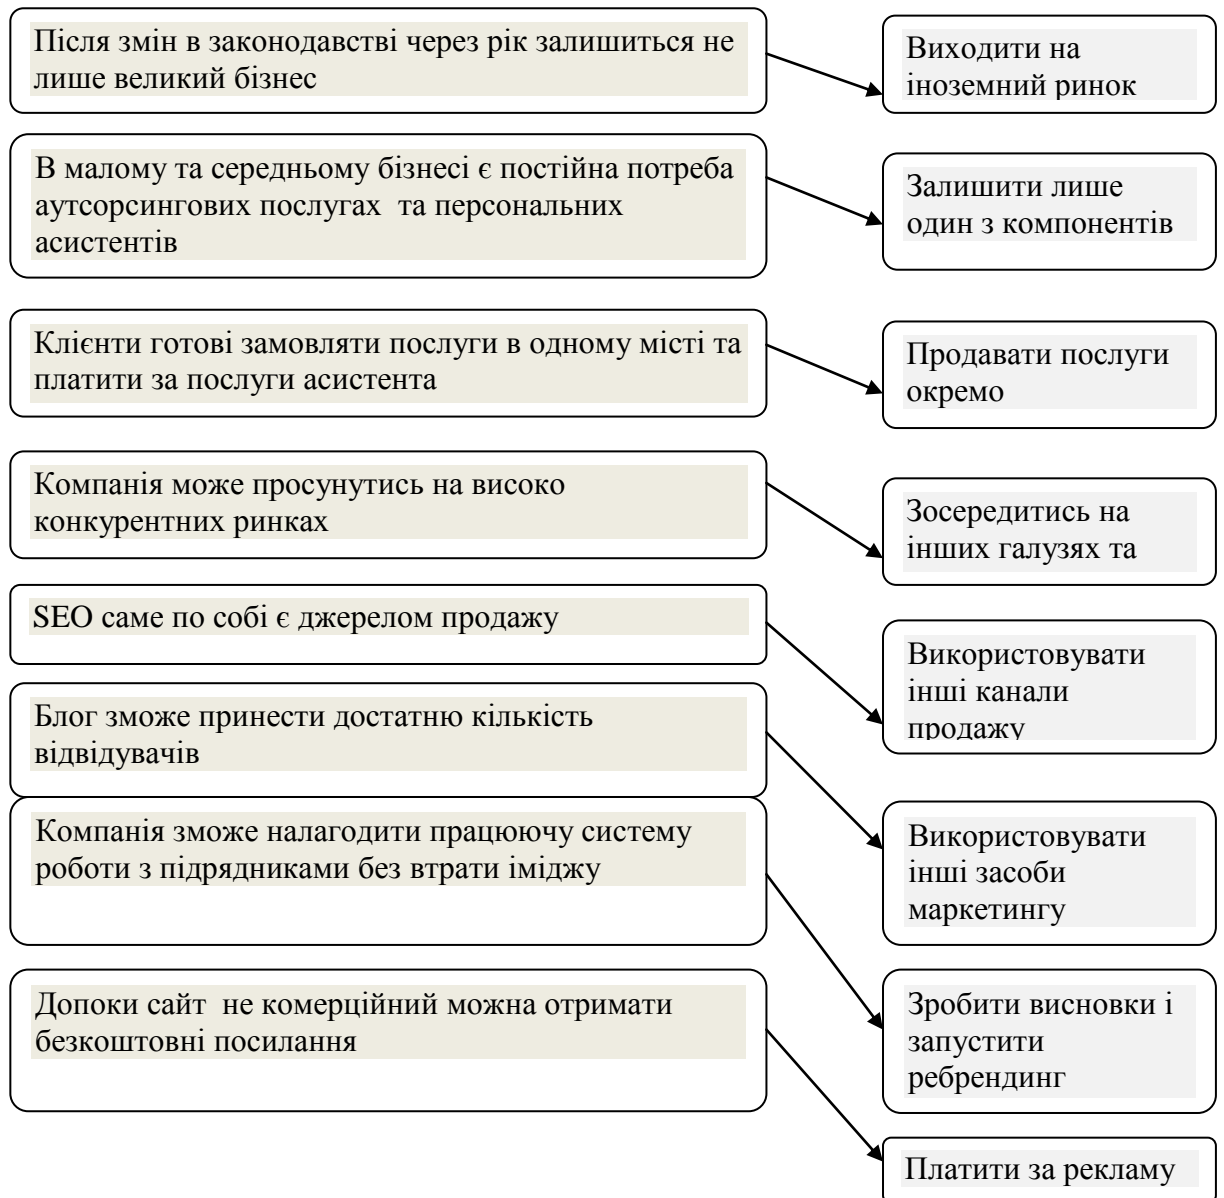 Після змін в законодавстві через рік залишиться не
лише великий бізнес
Виходити на
іноземний ринок
В малому та середньому бізнесі є постійна потреба
аутсорсингових послугах  та персональних
асистентів
Залишити лише
один з компонентів
Клієнти готові замовляти послуги в одному місті та
платити за послуги асистента
Продавати послуги
окремо
Компанія може просунутись на високо
конкурентних ринках
Зосередитись на
інших галузях та
SEO саме по собі є джерелом продажу
Використовувати
інші канали
продажу
Блог зможе принести достатню кількість
відвідувачів
Використовувати
інші засоби
маркетингу
Компанія зможе налагодити працюючу систему
роботи з підрядниками без втрати іміджу
Зробити висновки і
запустити
ребрендинг
Допоки сайт  не комерційний можна отримати
безкоштовні посилання
Платити за рекламу